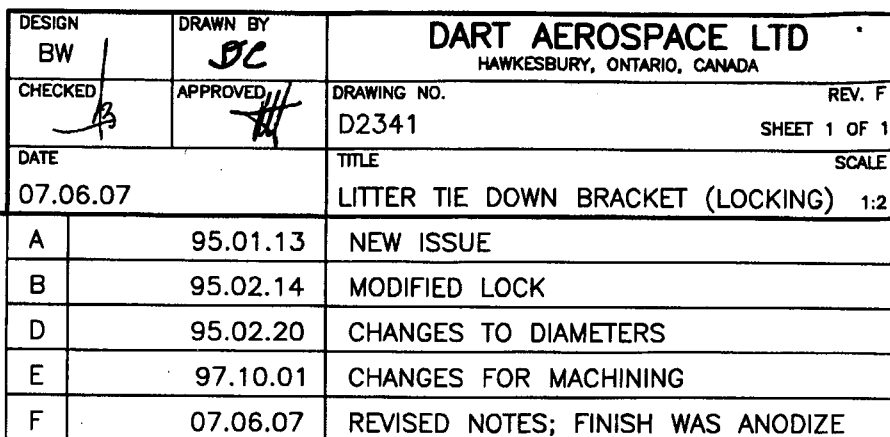 DESIGN
BW
DRAWN BY
DART AEROSPACE LTD
HAWKESBURY, ONTARIO, CANADA
CHECKED
APPROVED
DRAWING NO.
REV. F
D2341
SHEET 1 OF 1
DATE
07.06.07
TITLE
SCALE
LITTER TIE DOWN BRACKET (LOCKING) 1:2
A 95.01.13 NEW ISSUE
B 95.02.14 MODIFIED LOCK
D 95.02.20 CHANGES TO DIAMETERS
E 97.10.01 CHANGES FOR MACHINING
F 07.06.07 REVISED NOTES; FINISH WAS ANODIZE